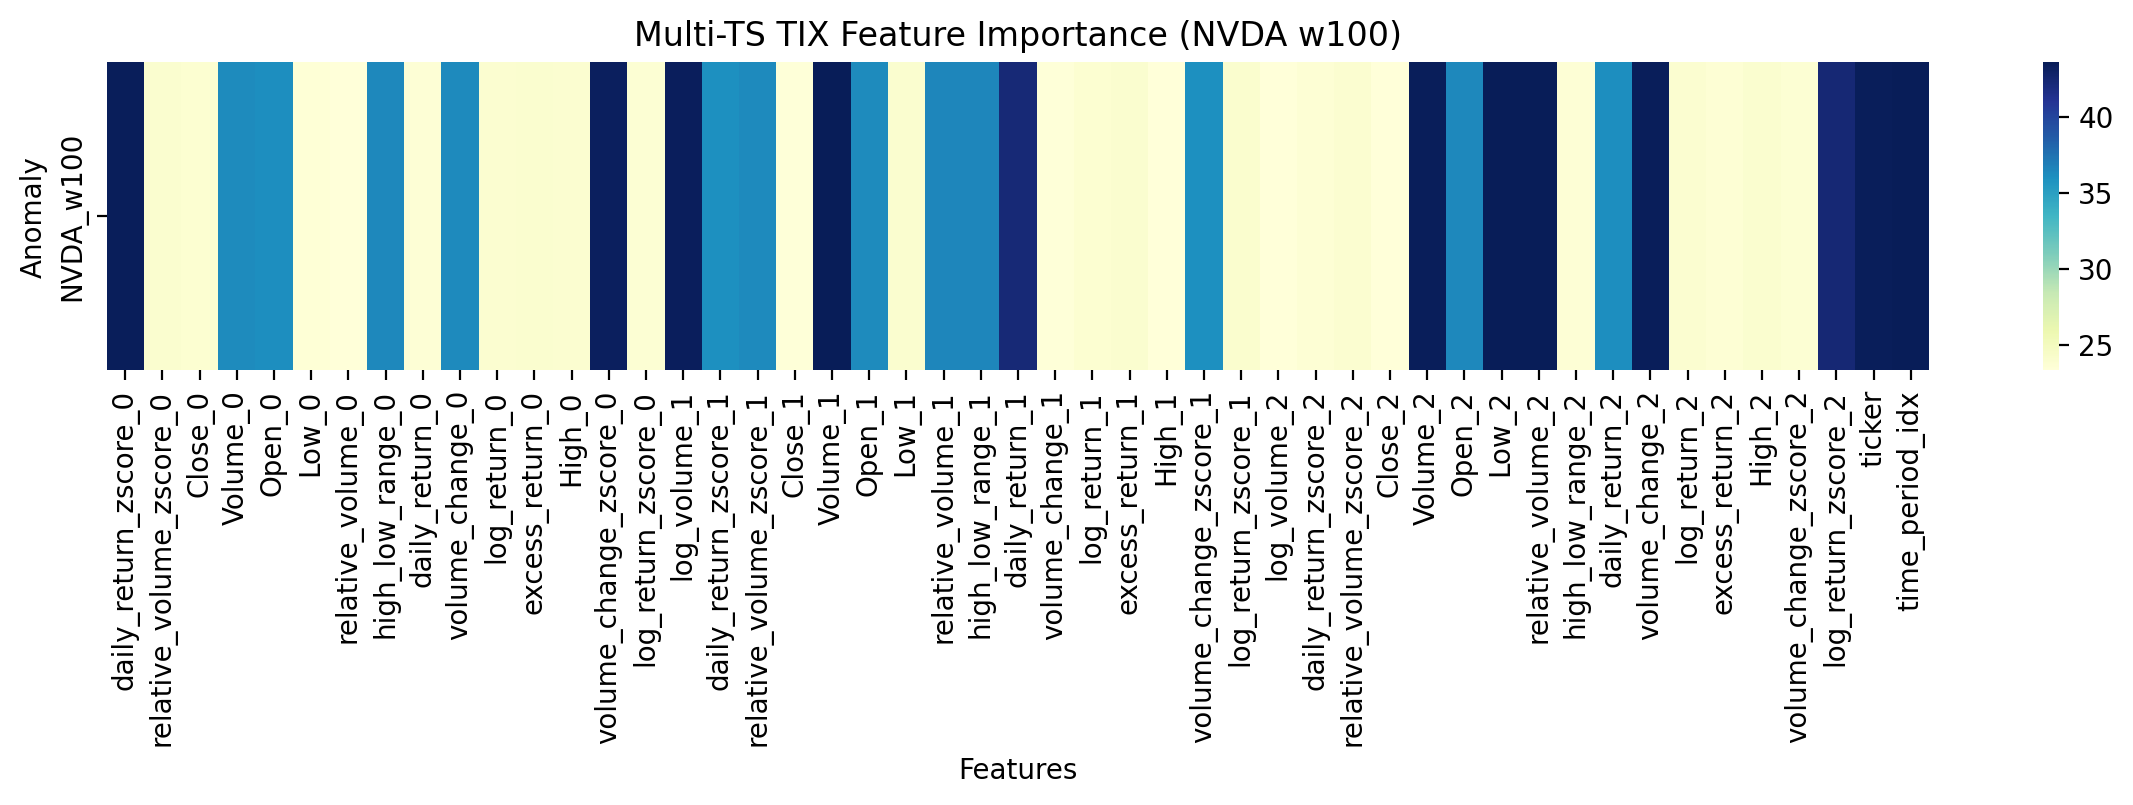 Multi-TS TIX Feature Importance (NVDA w100)
Anomaly
NVDA_w100
40
35
30
25
daily_return_zscore_0
relative_volume_zscore_0
Close_0
Volume_0
Open_0
Low_0
relative_volume_0
high_low_range_0
daily_return_0
volume_change_0
log_return_0
excess_return_0
High_0
volume_change_zscore_0
log_return_zscore_0
log_volume_1
daily_return_zscore_1
relative_volume_zscore_1
Close_1
Volume_1
Open_1
Low_1
relative_volume_1
high_low_range_1
daily_return_1
volume_change_1
log_return_1
excess_return_1
High_1
volume_change_zscore_1
log_return_zscore_1
log_volume_2
daily_return_zscore_2
relative_volume_zscore_2
Close_2
Volume_2
Open_2
Low_2
relative_volume_2
high_low_range_2
daily_return_2
volume_change_2
log_return_2
excess_return_2
High_2
volume_change_zscore_2
log_return_zscore_2
ticker
time_period_idx
Features